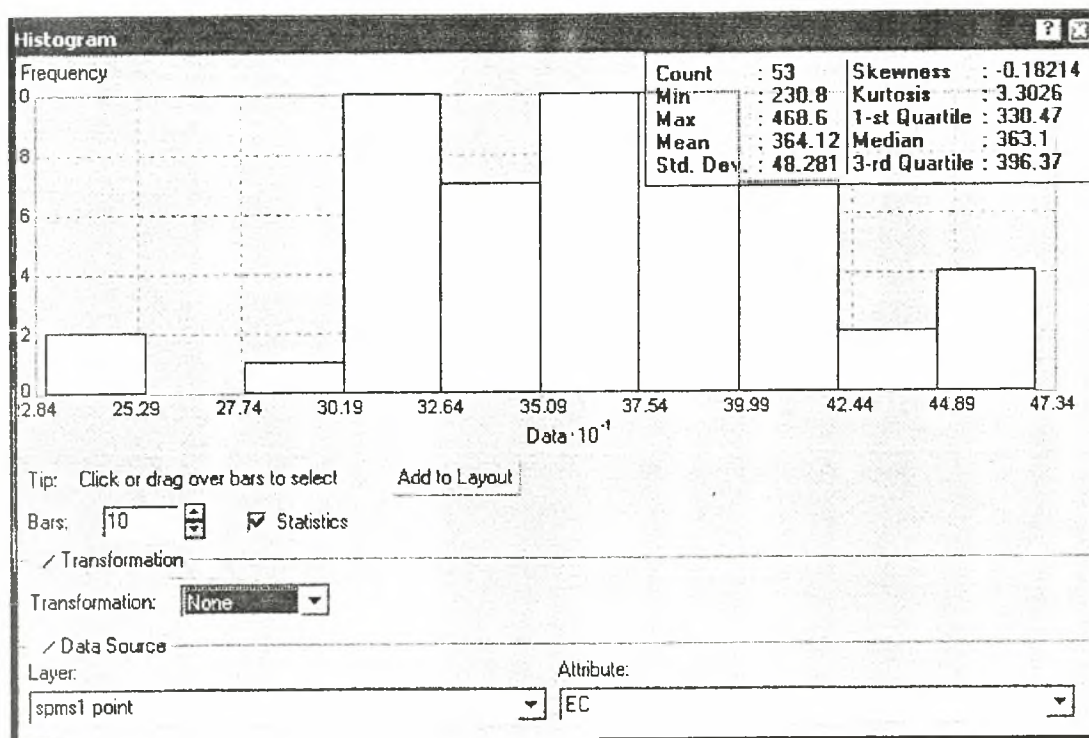 Histogram
Frequency
Count : 53
Min : 230.8
Max : 468.6
Mean : 364.12
Std. Dev. : 48.281
Skewness : -0.18214
Kurtosis : 3.3026
1-st Quartile : 330.47
Median : 363.1
3-rd Quartile : 396.37
0
8
6
4
2
0
22.84 25.29 27.74 30.19 32.64 35.09 37.54 39.99 42.44 44.89 47.34
Data·10⁻¹
Tip: Click or drag over bars to select Add to Layout
Bars: 10 Statistics
Transformation
Transformation: None
Data Source
Layer: Attribute:
spms1 point EC